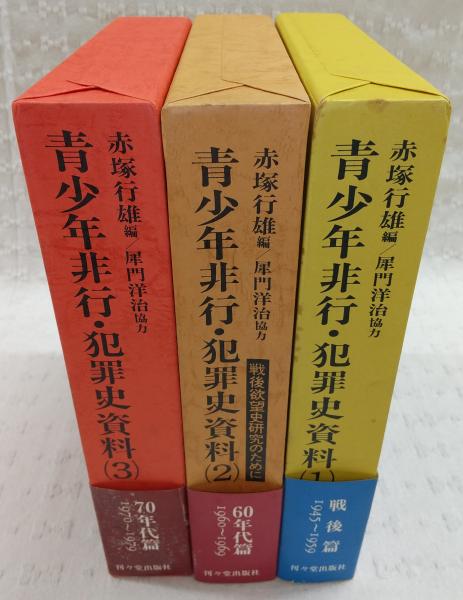 赤塚行雄編／犀門洋治協力
青少年非行・犯罪史資料(3)
70年代篇
1970～1979
刊々堂出版社
赤塚行雄編／犀門洋治協力
青少年非行・犯罪史資料(2)
戦後欲望史研究のために
60年代篇
1960～1969
刊々堂出版社
赤塚行雄編／犀門洋治協力
青少年非行・犯罪史資料(1)
戦後篇
1945～1959
刊々堂出版社